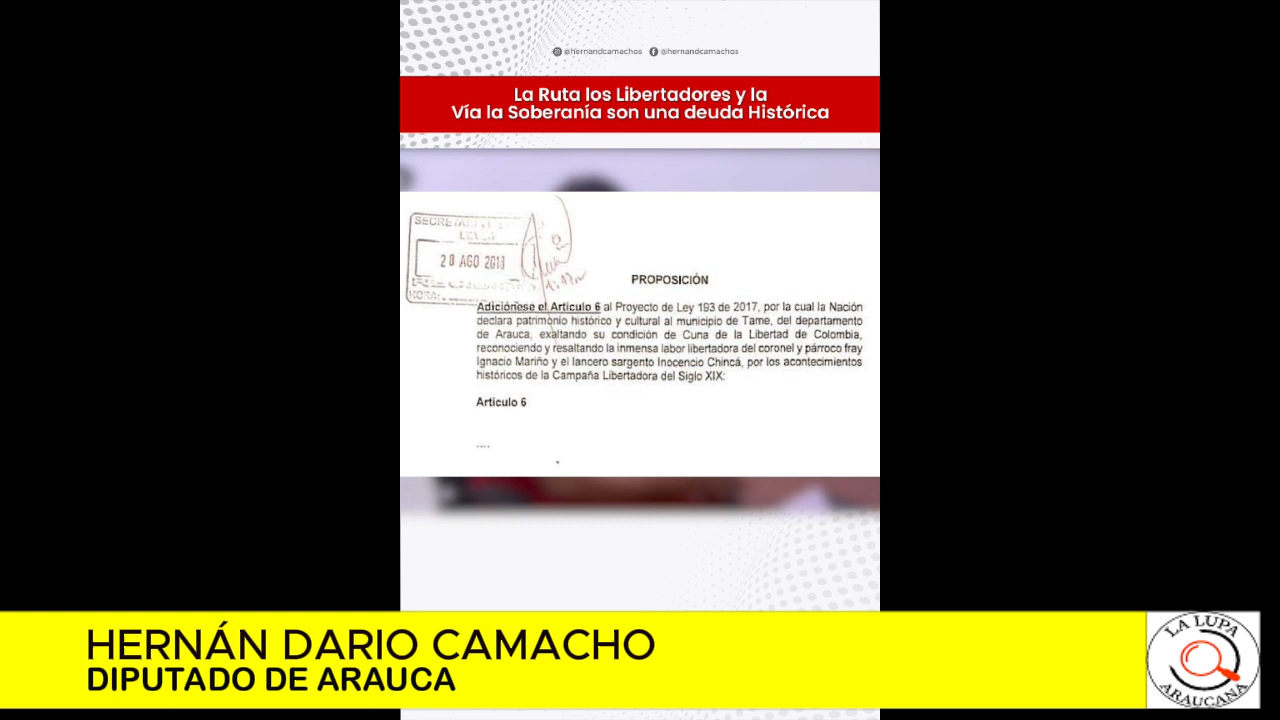 @hernandcamachos @hernandcamachos
La Ruta los Libertadores y la
Vía la Soberanía son una deuda Histórica
20 AGO 2018
PROPOSICIÓN
Adiciónese el Articulo 6 al Proyecto de Ley 193 de 2017, por la cual la Nación
declara patrimonio histórico y cultural al municipio de Tame, del departamento
de Arauca, exaltando su condición de Cuna de la Libertad de Colombia,
reconociendo y resaltando la inmensa labor libertadora del coronel y párroco fray
Ignacio Mariño y el lancero sargento Inocencio Chincá, por los acontecimientos
históricos de la Campaña Libertadora del Siglo XIX:
Articulo 6
....
HERNÁN DARIO CAMACHO
DIPUTADO DE ARAUCA
LA LUPA
ARAUCANA